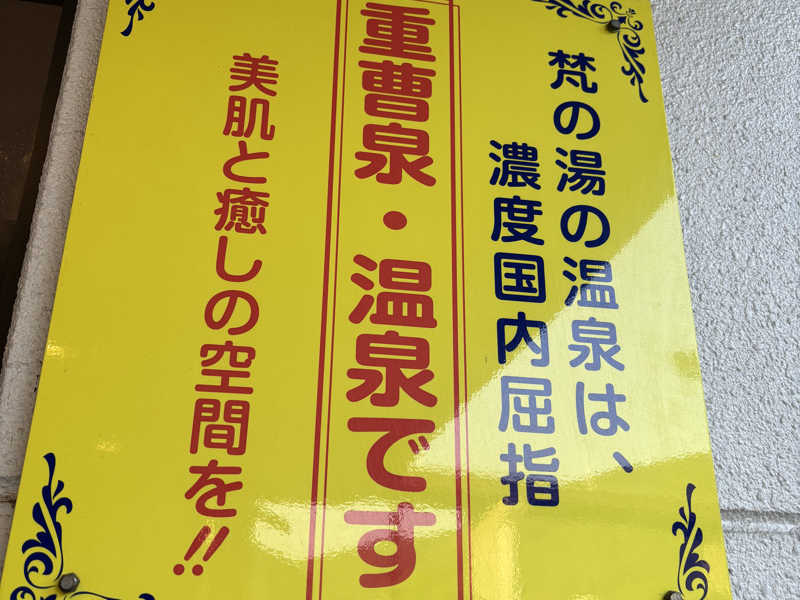 梵の湯の温泉は、
濃度国内屈指
重曹泉・温泉です
美肌と癒しの空間を!!